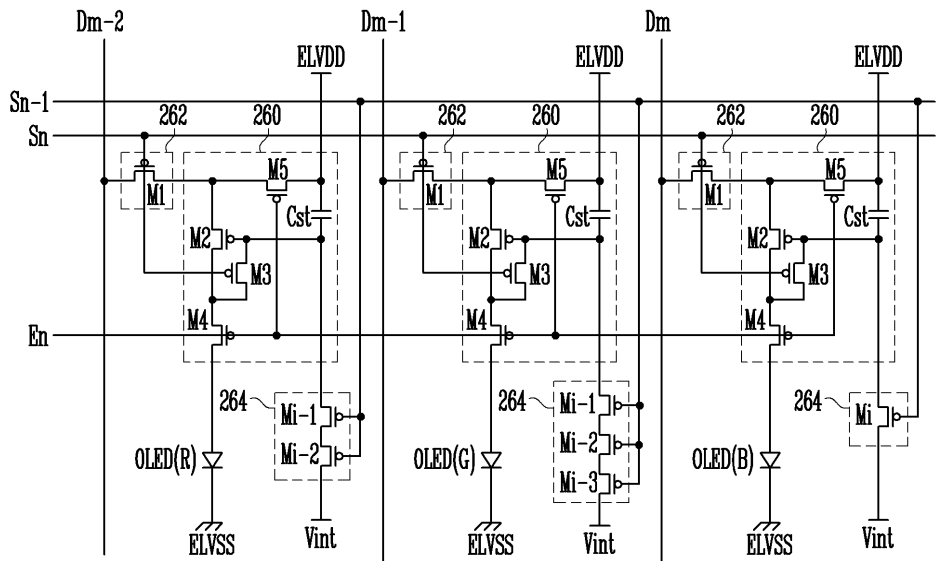 Dm-2 Dm-1 Dm
ELVDD ELVDD ELVDD
Sn-1
262 260 262 260 262 260
Sn
M1 M5 M1 M5 M1 M5
Cst Cst Cst
M2 M2 M2
M3 M3 M3
M4 M4 M4
En
264 Mi-1 264 Mi-1 264 Mi
Mi-2 Mi-2
OLED(R) OLED(G) Mi-3 OLED(B)
ELVSS Vint ELVSS Vint ELVSS Vint